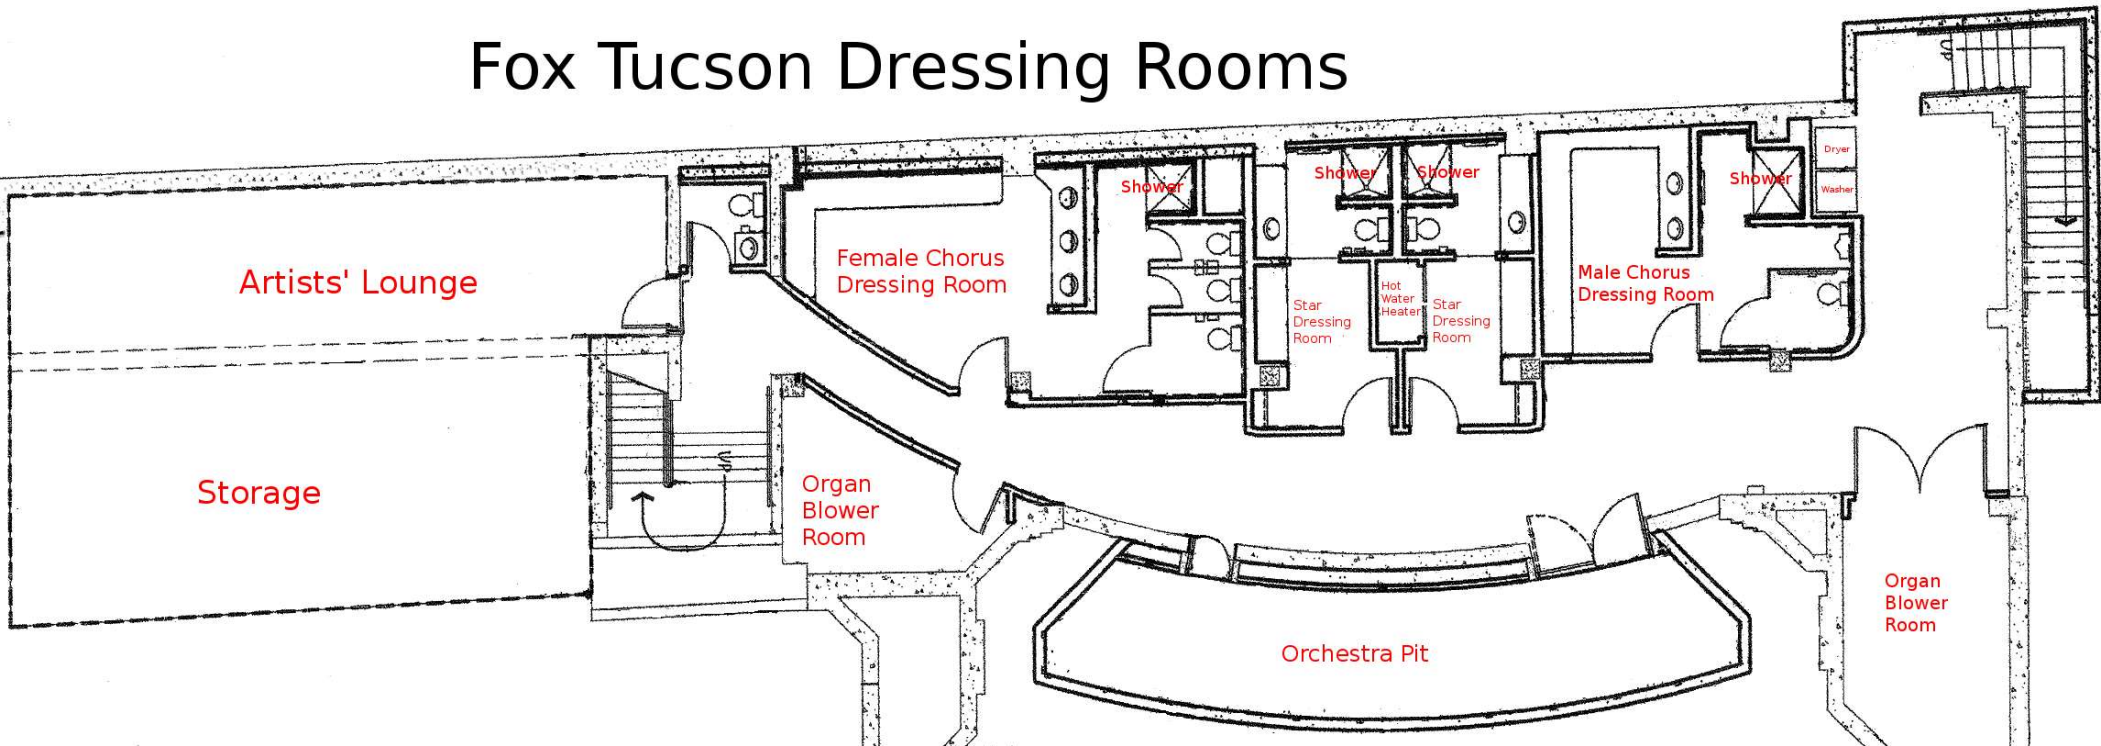 Fox Tucson Dressing Rooms
UP
Dryer
Washer
Shower
Shower
Shower
Shower
Artists' Lounge
Female Chorus
Dressing Room
Star
Dressing
Room
Hot
Water
Heater
Star
Dressing
Room
Male Chorus
Dressing Room
Storage
UP
Organ
Blower
Room
Orchestra Pit
Organ
Blower
Room